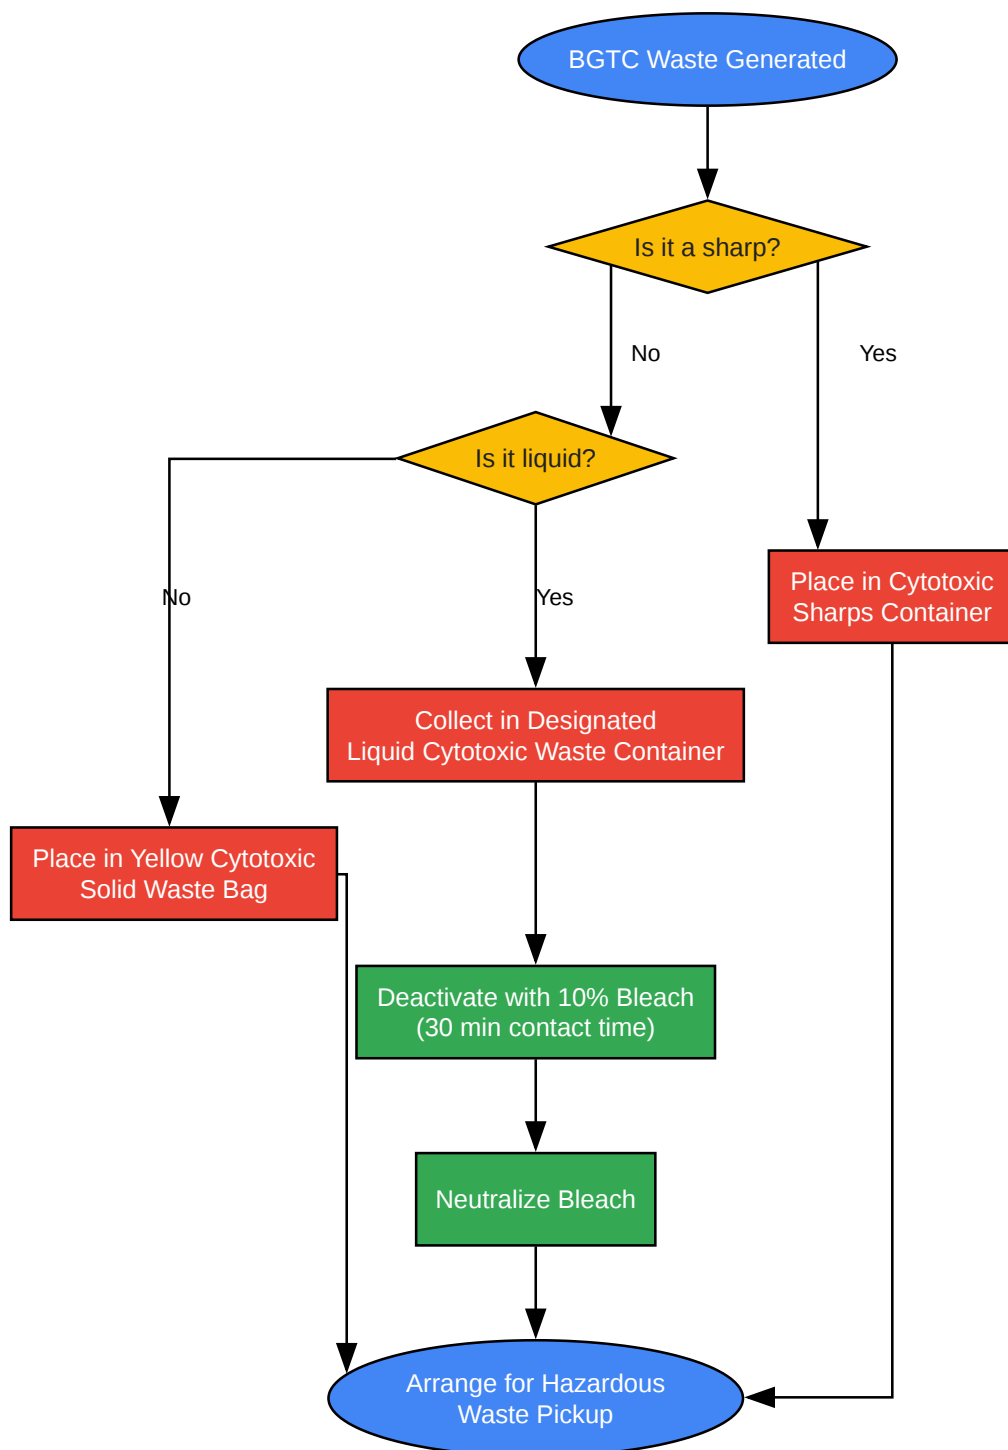 BGTC Waste Generated
Is it a sharp?
No
Yes
Is it liquid?
No
Yes
Place in Cytotoxic
Sharps Container
Collect in Designated
Liquid Cytotoxic Waste Container
Place in Yellow Cytotoxic
Solid Waste Bag
Deactivate with 10% Bleach
(30 min contact time)
Neutralize Bleach
Arrange for Hazardous
Waste Pickup